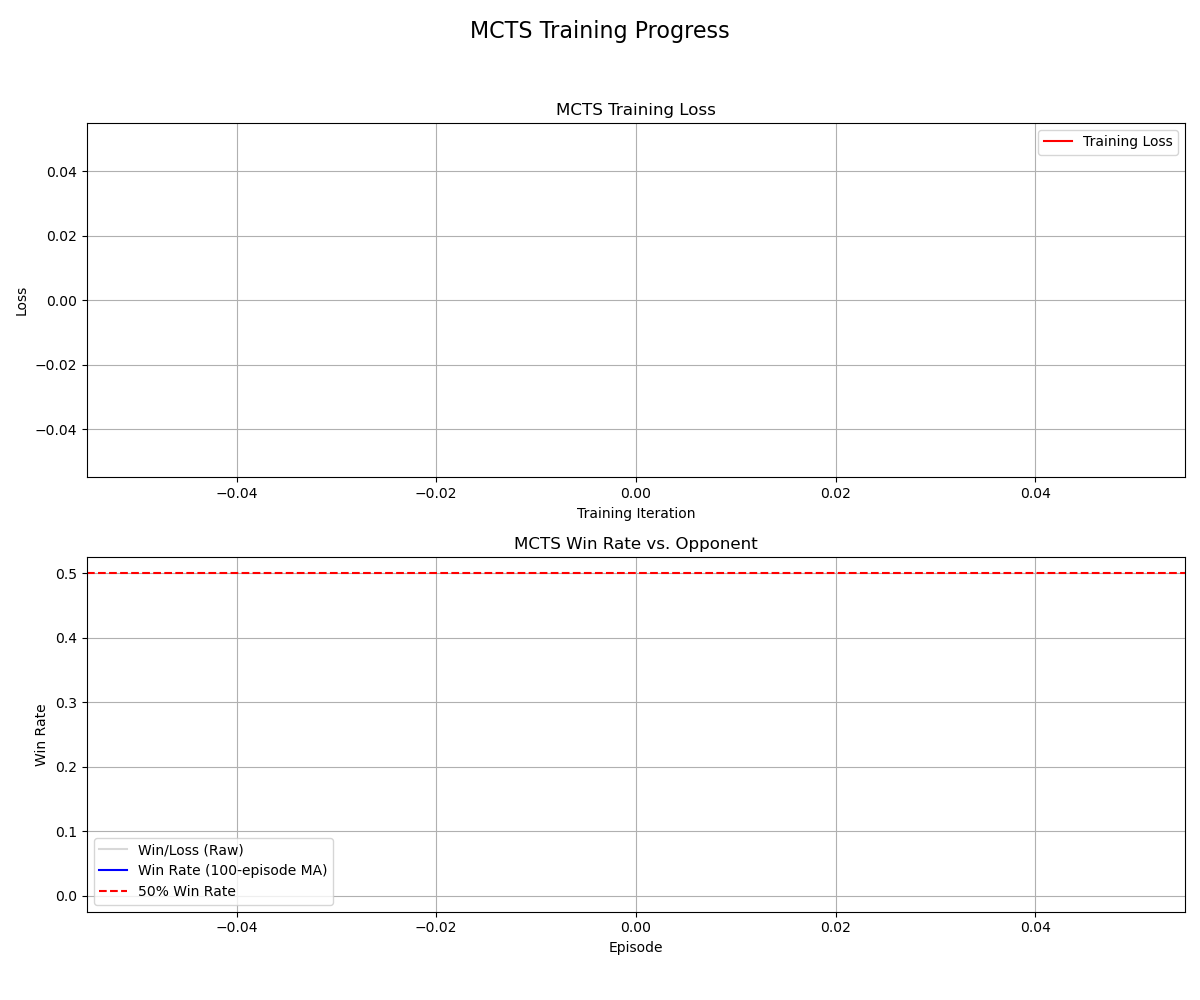 MCTS Training Progress
MCTS Training Loss
Training Loss
0.04
0.02
0.00
−0.02
−0.04
Loss
−0.04
−0.02
0.00
0.02
0.04
Training Iteration
MCTS Win Rate vs. Opponent
0.5
0.4
0.3
0.2
0.1
0.0
Win Rate
Win/Loss (Raw)
Win Rate (100-episode MA)
50% Win Rate
−0.04
−0.02
0.00
0.02
0.04
Episode